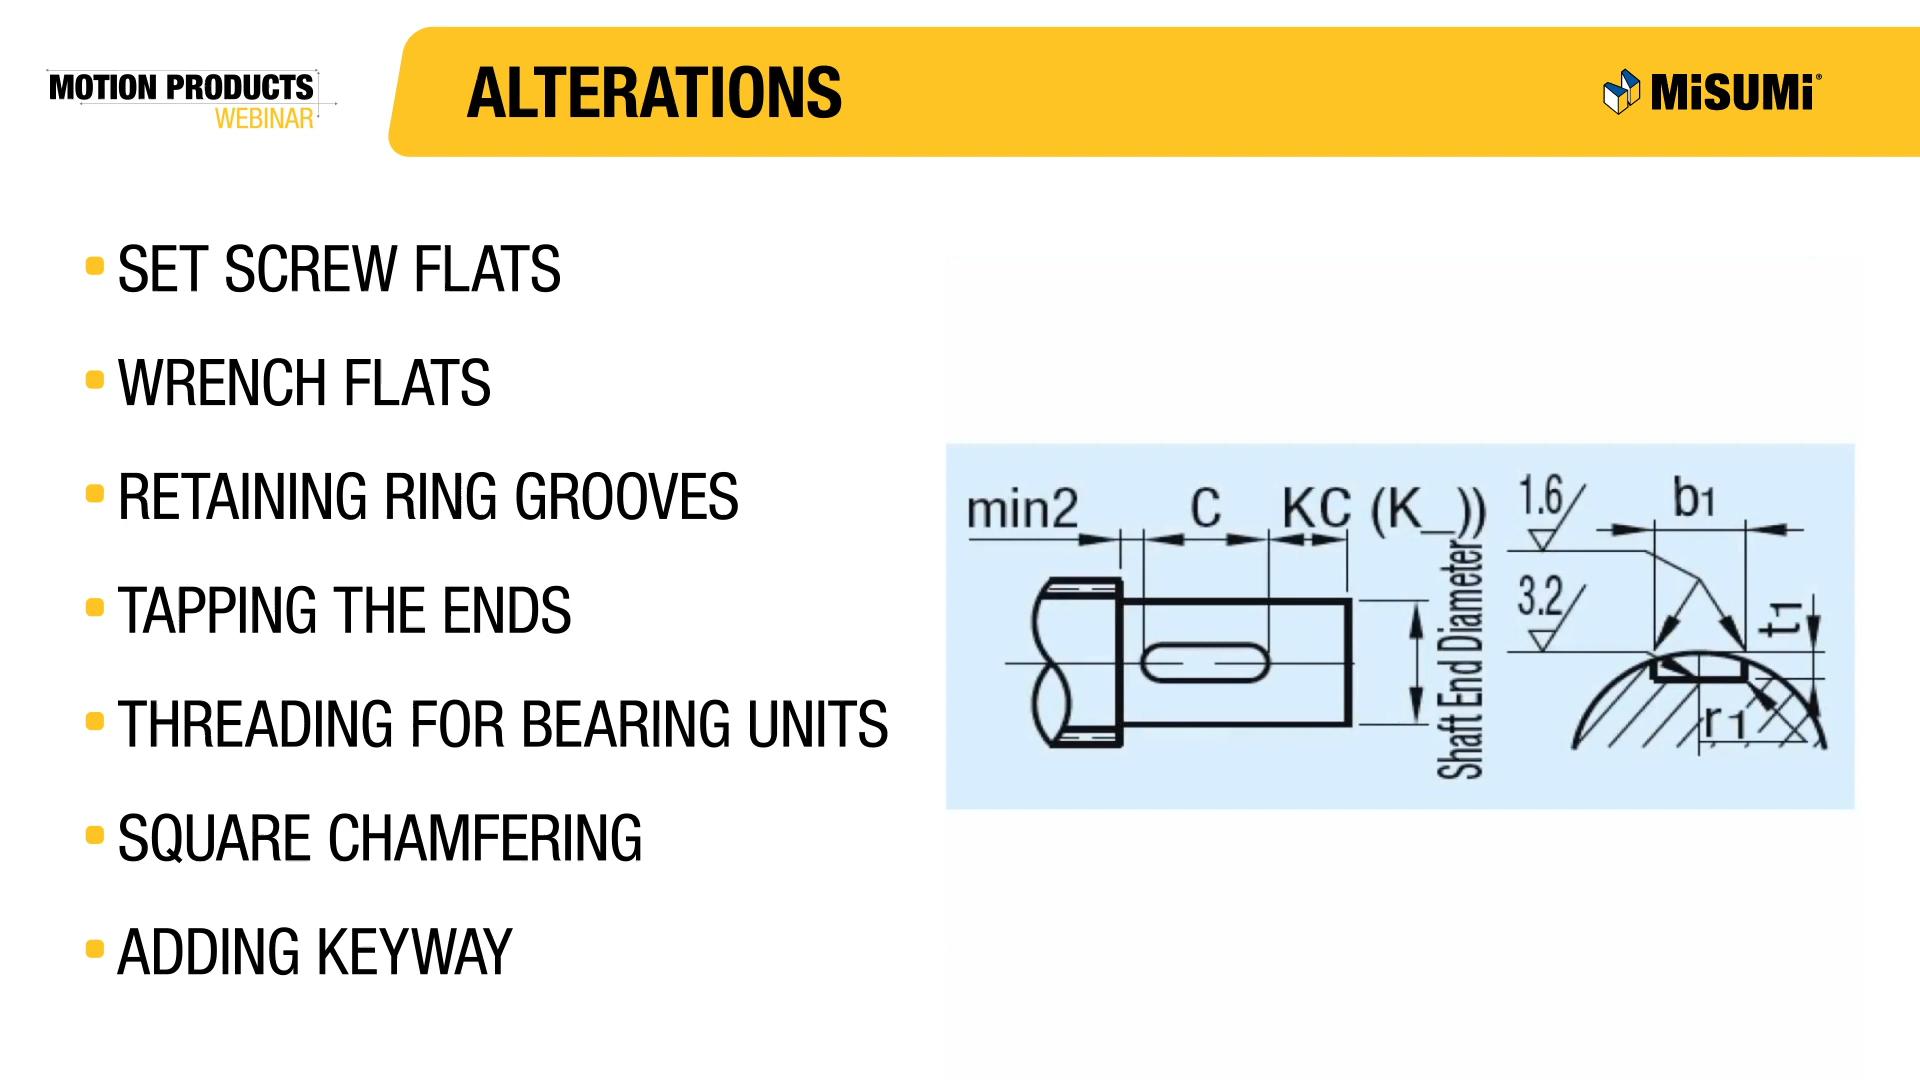 MOTION PRODUCTS
WEBINAR
ALTERATIONS
MiSUMi®
SET SCREW FLATS
WRENCH FLATS
RETAINING RING GROOVES
TAPPING THE ENDS
THREADING FOR BEARING UNITS
SQUARE CHAMFERING
ADDING KEYWAY
min2 C KC (K_))
Shaft End Diameter
1.6
3.2
b1
t1
r1